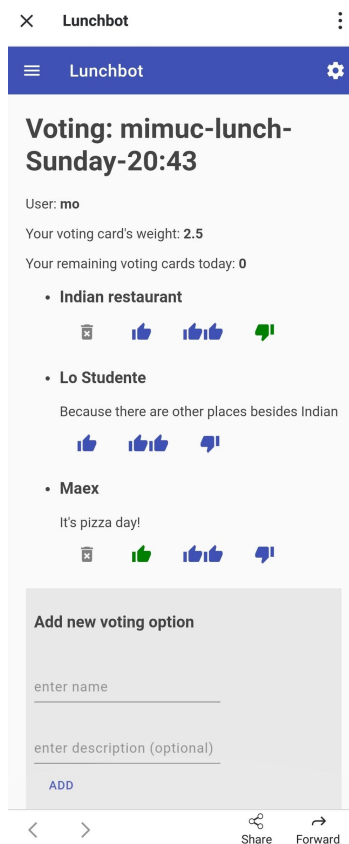 Lunchbot
Lunchbot
Voting: mimuc-lunch-
Sunday-20:43
User: mo
Your voting card's weight: 2.5
Your remaining voting cards today: 0
• Indian restaurant
• Lo Studente
Because there are other places besides Indian
• Maex
It's pizza day!
Add new voting option
enter name
enter description (optional)
ADD
Share Forward